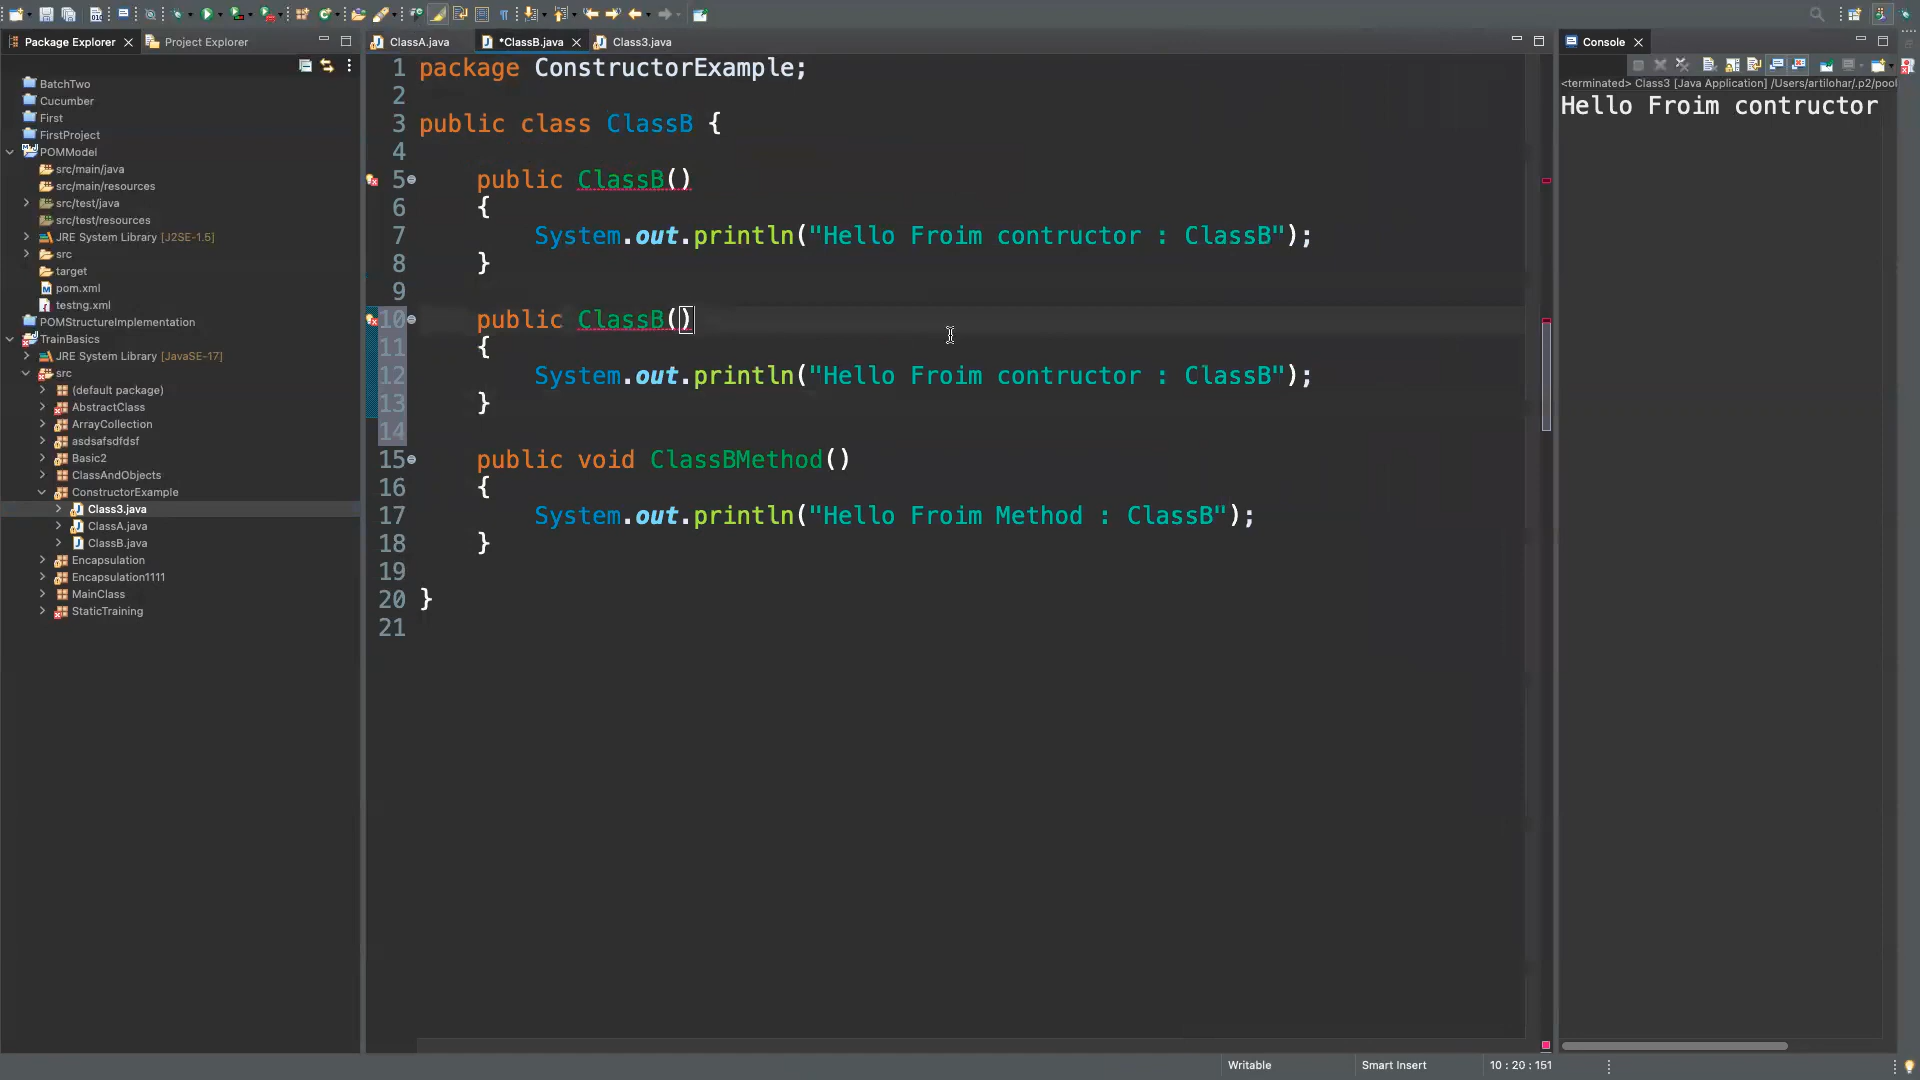 Package Explorer
Project Explorer
BatchTwo
Cucumber
First
FirstProject
POMModel
src/main/java
src/main/resources
src/test/java
src/test/resources
JRE System Library [J2SE-1.5]
src
target
pom.xml
testng.xml
POMStructureImplementation
TrainBasics
JRE System Library [JavaSE-17]
src
(default package)
AbstractClass
ArrayCollection
asdsafsdfdsf
Basic2
ClassAndObjects
ConstructorExample
Class3.java
ClassA.java
ClassB.java
Encapsulation
Encapsulation1111
MainClass
StaticTraining
ClassA.java
*ClassB.java
Class3.java
1 package ConstructorExample;
2
3 public class ClassB {
4
5 public ClassB()
6 {
7 System.out.println("Hello Froim contructor : ClassB");
8 }
9
10 public ClassB()
11 {
12 System.out.println("Hello Froim contructor : ClassB");
13 }
14
15 public void ClassBMethod()
16 {
17 System.out.println("Hello Froim Method : ClassB");
18 }
19
20 }
21
Console
<terminated> Class3 [Java Application] /Users/artilohar/.p2/pool
Hello Froim contructor
Writable
Smart Insert
10 : 20 : 151